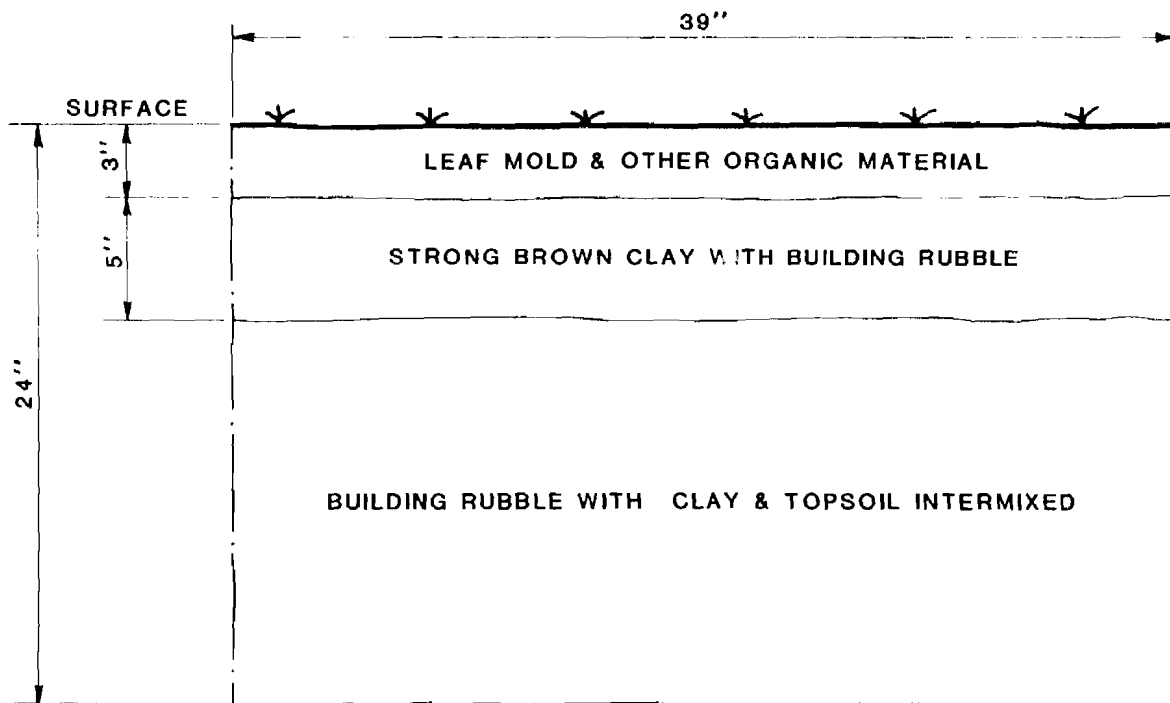 39"
SURFACE
3"
LEAF MOLD & OTHER ORGANIC MATERIAL
5"
STRONG BROWN CLAY WITH BUILDING RUBBLE
24"
BUILDING RUBBLE WITH CLAY & TOPSOIL INTERMIXED